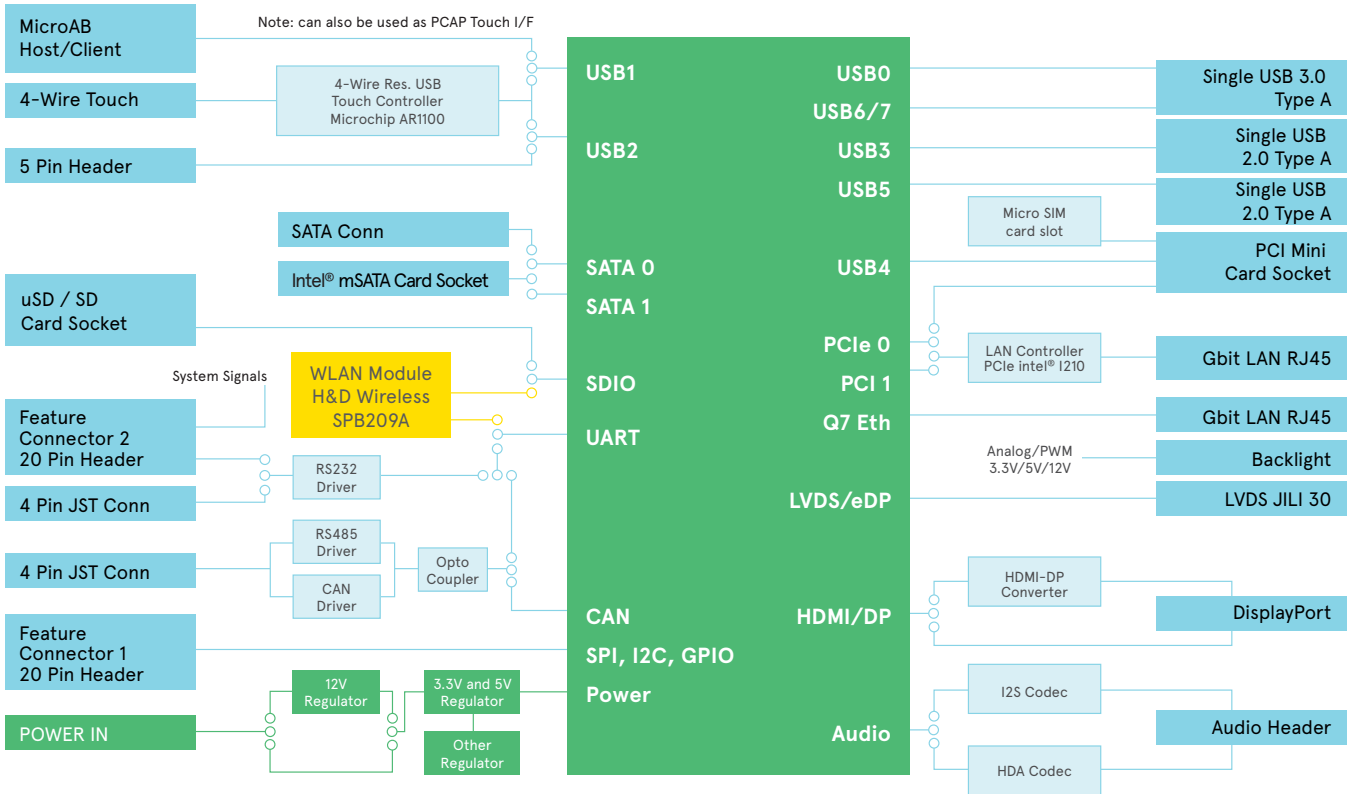 MicroAB
Host/Client
Note: can also be used as PCAP Touch I/F
4-Wire Touch
4-Wire Res. USB
Touch Controller
Microchip AR1100
5 Pin Header
SATA Conn
Intel® mSATA Card Socket
uSD / SD
Card Socket
System Signals
WLAN Module
H&D Wireless
SPB209A
Feature
Connector 2
20 Pin Header
RS232
Driver
4 Pin JST Conn
RS485
Driver
4 Pin JST Conn
CAN
Driver
Opto
Coupler
Feature
Connector 1
20 Pin Header
12V
Regulator
3.3V and 5V
Regulator
POWER IN
Other
Regulator
USB1
USB2
SATA 0
SATA 1
SDIO
UART
CAN
SPI, I2C, GPIO
Power
USB0
USB6/7
USB3
USB5
USB4
PCIe 0
PCI 1
Q7 Eth
LVDS/eDP
HDMI/DP
Audio
Single USB 3.0
Type A
Single USB
2.0 Type A
Single USB
2.0 Type A
Micro SIM
card slot
PCI Mini
Card Socket
LAN Controller
PCIe intel® I210
Gbit LAN RJ45
Gbit LAN RJ45
Analog/PWM
3.3V/5V/12V
Backlight
LVDS JILI 30
HDMI-DP
Converter
DisplayPort
I2S Codec
Audio Header
HDA Codec